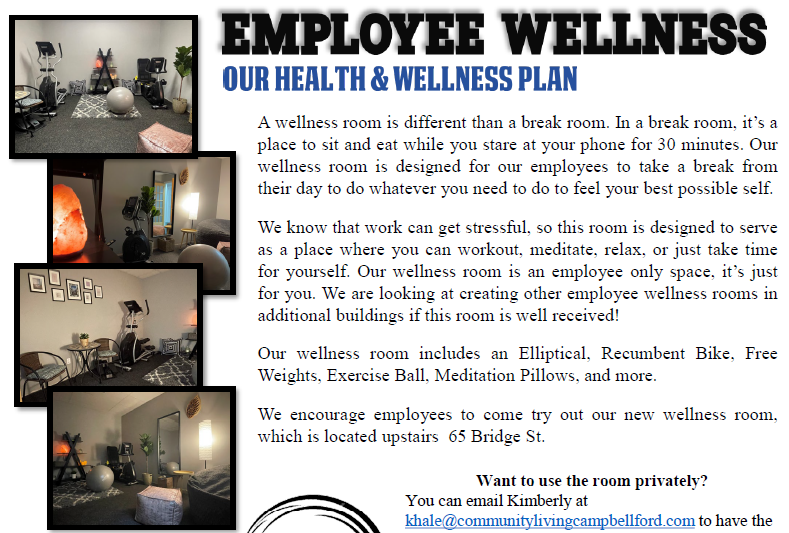 EMPLOYEE WELLNESS
OUR HEALTH & WELLNESS PLAN
A wellness room is different than a break room. In a break room, it’s a
place to sit and eat while you stare at your phone for 30 minutes. Our
wellness room is designed for our employees to take a break from
their day to do whatever you need to do to feel your best possible self.
We know that work can get stressful, so this room is designed to serve
as a place where you can workout, meditate, relax, or just take time
for yourself. Our wellness room is an employee only space, it’s just
for you. We are looking at creating other employee wellness rooms in
additional buildings if this room is well received!
Our wellness room includes an Elliptical, Recumbent Bike, Free
Weights, Exercise Ball, Meditation Pillows, and more.
We encourage employees to come try out our new wellness room,
which is located upstairs 65 Bridge St.
Want to use the room privately?
You can email Kimberly at
khale@communitylivingcampbellford.com to have the